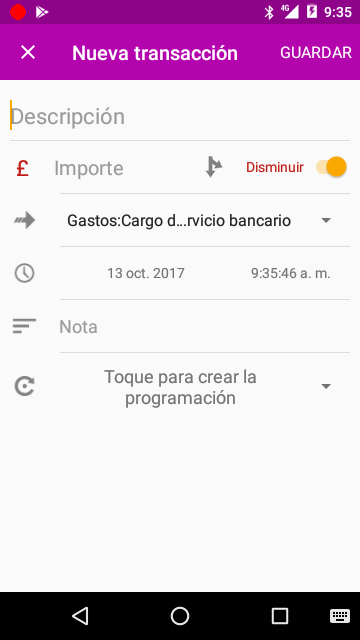 4G 9:35
Nueva transacción GUARDAR
Descripción
£ Importe Disminuir
Gastos:Cargo d...rvicio bancario
13 oct. 2017 9:35:46 a. m.
Nota
Toque para crear la
programación